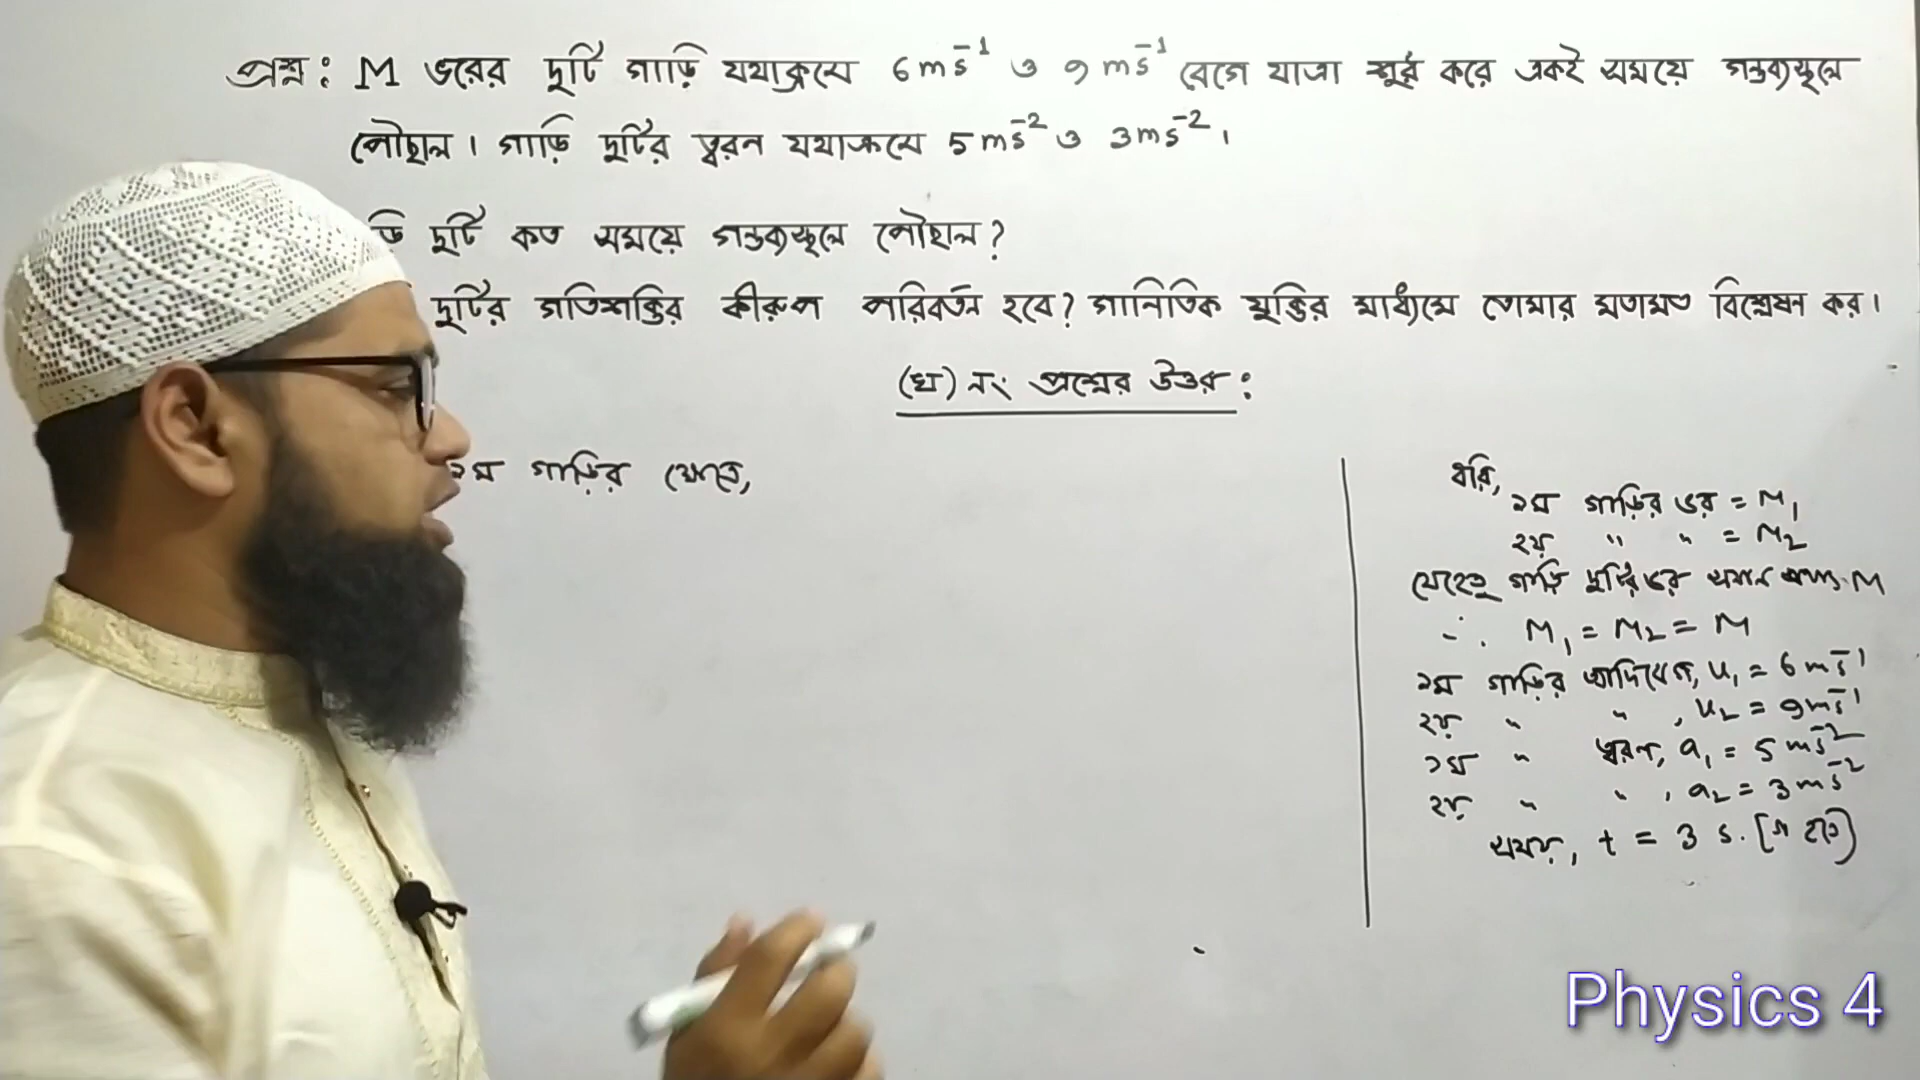 প্রশ্ন: M ভরের দুটি গাড়ি যথাক্রমে 6 ms⁻¹ ও 9 ms⁻¹ বেগে যাত্রা শুরু করে একই সময়ে গন্তব্যস্থলে
পৌছাল। গাড়ি দুটির ত্বরন যথাক্রমে 5 ms⁻² ও 3 ms⁻²।
ড়ি দুটি কত সময়ে গন্তব্যস্থলে পৌছাল?
দুটির গতিশক্তির কীরুপ পরিবর্তন হবে? গানিতিক যুক্তির মাধ্যমে তোমার মতামত বিশ্লেষন কর।
(ঘ) নং প্রশ্নের উত্তর:
১ম গাড়ির ক্ষেত্রে,
ধরি,
১ম গাড়ির ভর = M₁
২য় " " = M₂
যেহেতু গাড়ি দুটির ভর সমান M
∴ M₁ = M₂ = M
১ম গাড়ির আদিবেগ, u₁ = 6 ms⁻¹
২য় " " , u₂ = 9 ms⁻¹
১ম " ত্বরন, a₁ = 5 ms⁻²
২য় " " , a₂ = 3 ms⁻²
সময়, t = 3 s. [গ হতে]
Physics 4